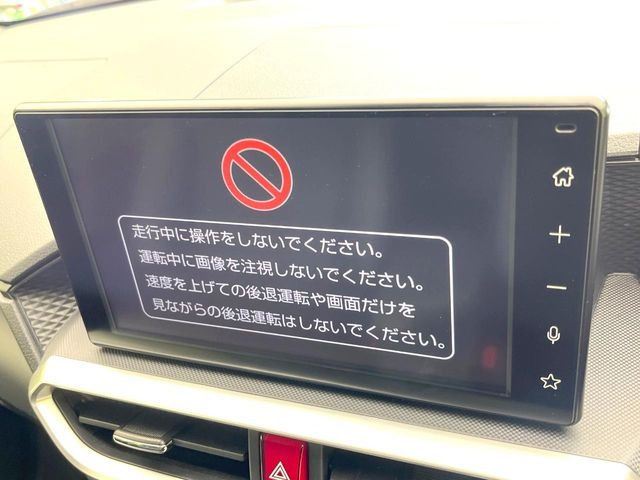 走行中に操作をしないでください。
運転中に画像を注視しないでください。
速度を上げての後退運転や画面だけを
見ながらの後退運転はしないでください。